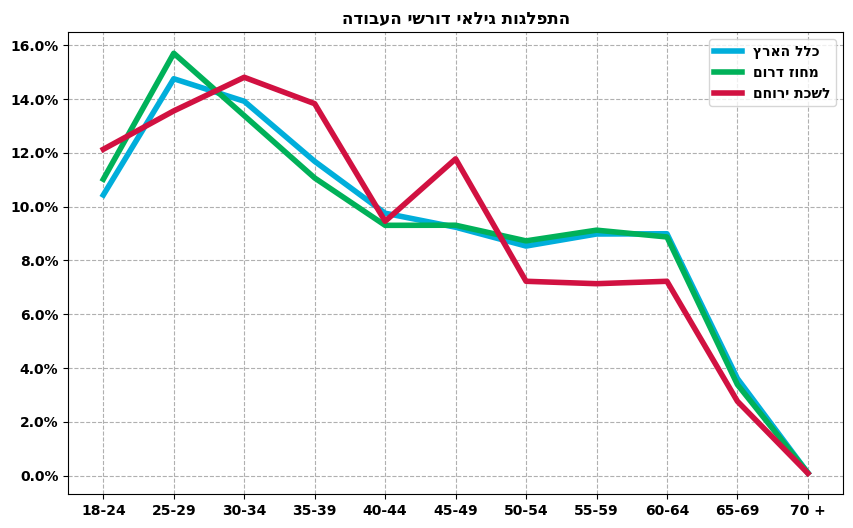 התפלגות גילאי דורשי העבודה
כלל הארץ
מחוז דרום
לשכת ירוחם
16.0%
14.0%
12.0%
10.0%
8.0%
6.0%
4.0%
2.0%
0.0%
18-24 25-29 30-34 35-39 40-44 45-49 50-54 55-59 60-64 65-69 70 +